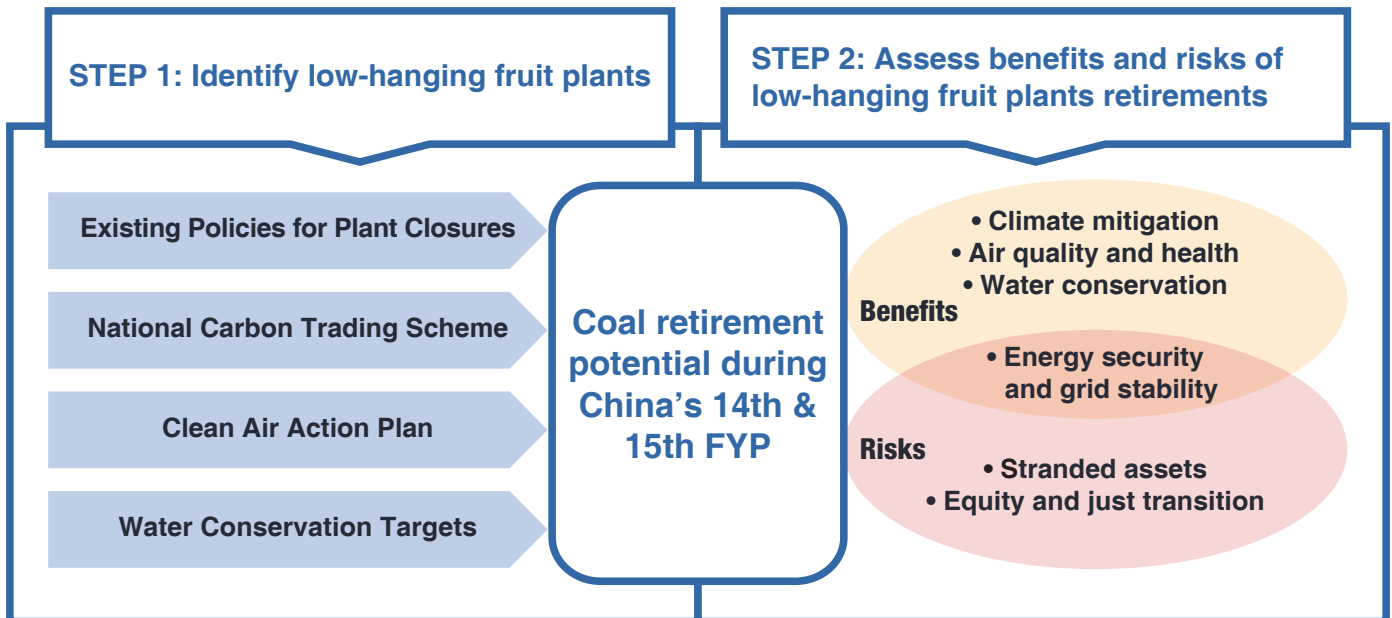 STEP 1: Identify low-hanging fruit plants
STEP 2: Assess benefits and risks of
low-hanging fruit plants retirements
Existing Policies for Plant Closures
National Carbon Trading Scheme
Clean Air Action Plan
Water Conservation Targets
Coal retirement
potential during
China’s 14th &
15th FYP
• Climate mitigation
• Air quality and health
• Water conservation
Benefits
• Energy security
and grid stability
Risks
• Stranded assets
• Equity and just transition